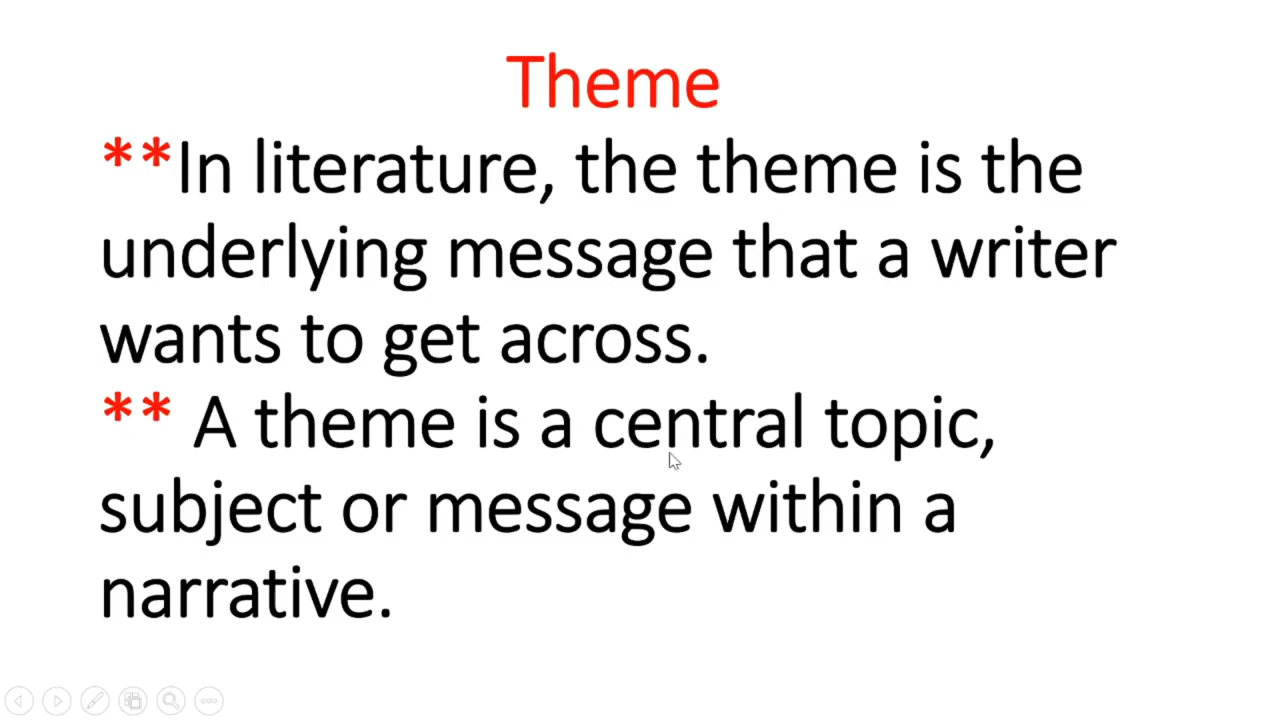 Theme
**In literature, the theme is the
underlying message that a writer
wants to get across.
** A theme is a central topic,
subject or message within a
narrative.